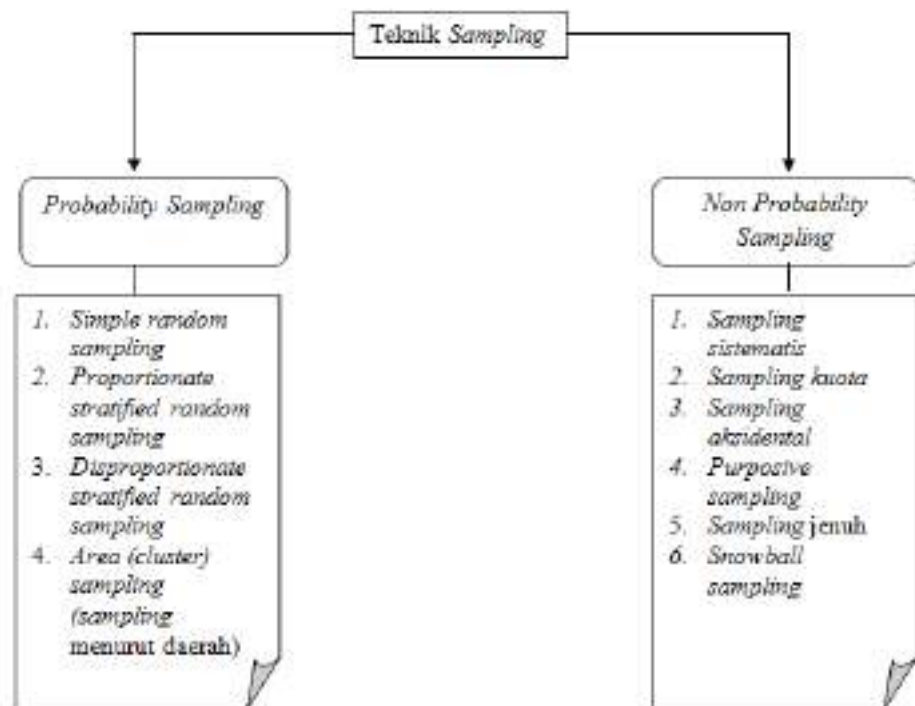 Teknik Sampling
Probability Sampling
Non Probability
Sampling
1. Simple random
sampling
2. Proportionate
stratified random
sampling
3. Disproportionate
stratified random
sampling
4. Area (cluster)
sampling
(sampling
menurut daerah)
1. Sampling
sistematis
2. Sampling kuota
3. Sampling
aksidental
4. Purposive
sampling
5. Sampling jenuh
6. Snowball
sampling